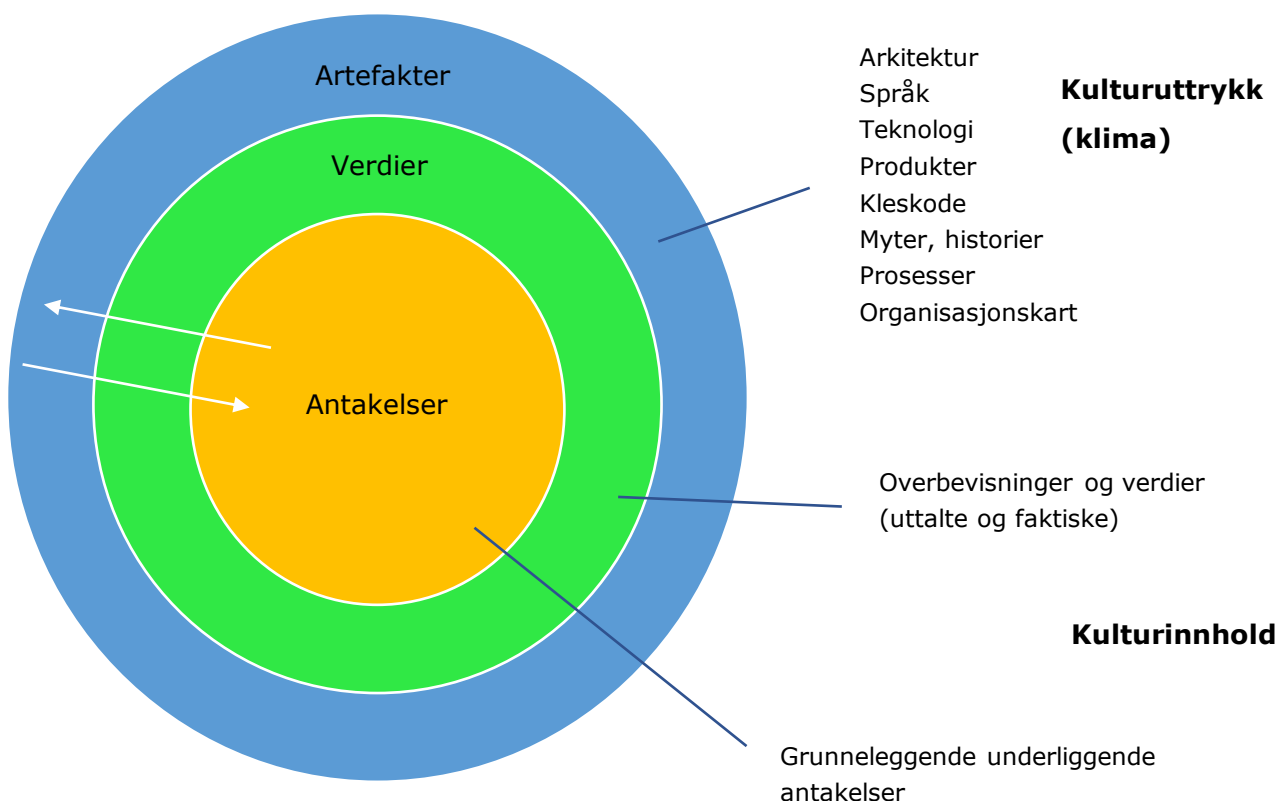 Artefakter
Verdier
Antakelser
Arkitektur
Språk
Teknologi
Produkter
Kleskode
Myter, historier
Prosesser
Organisasjonskart
Kulturuttrykk
(klima)
Overbevisninger og verdier
(uttalte og faktiske)
Kulturinnhold
Grunneleggende underliggende
antakelser